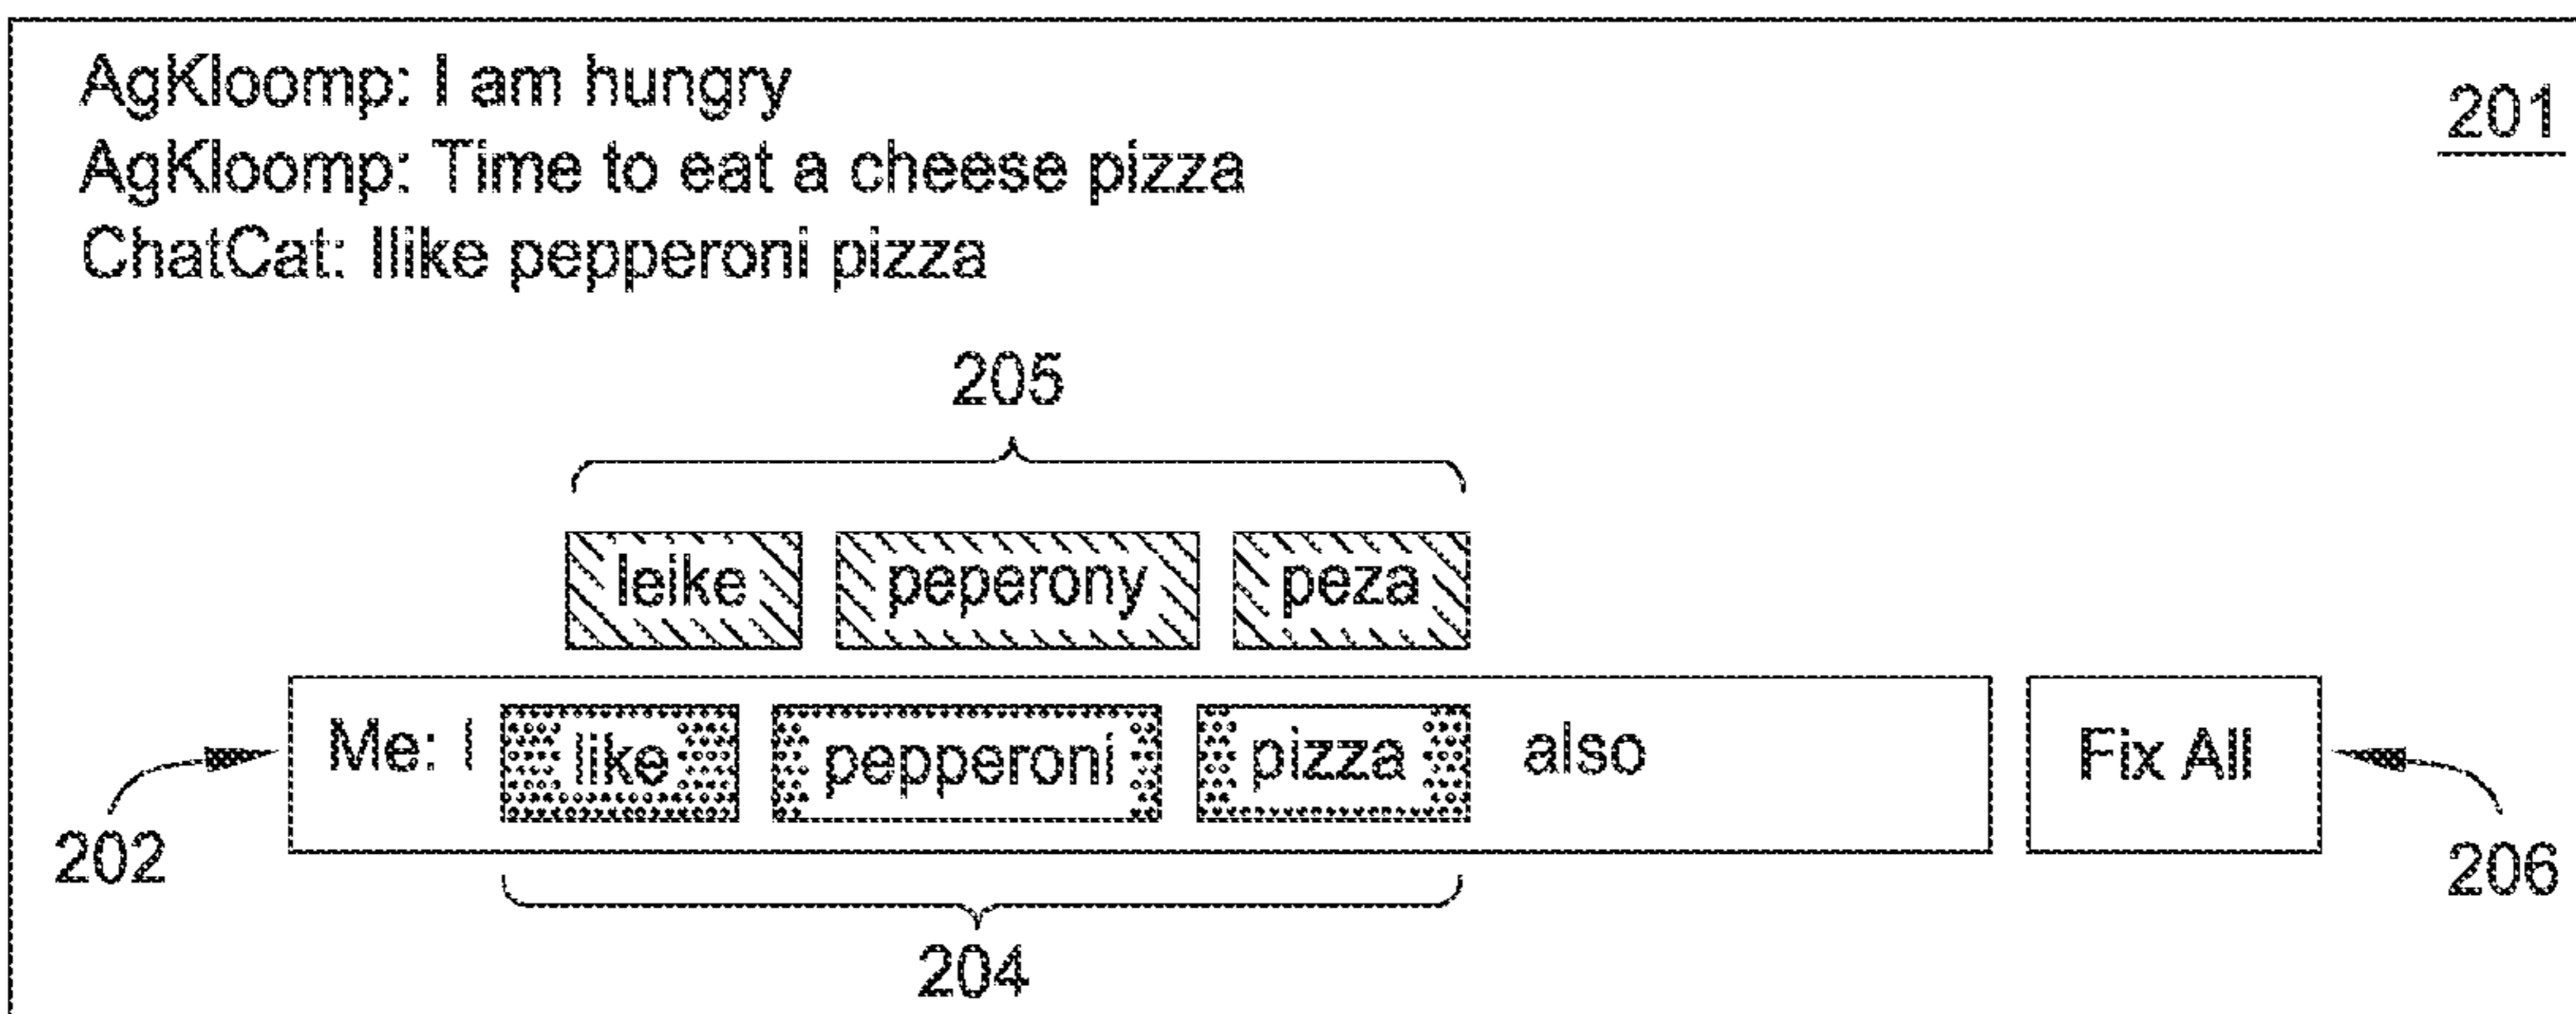 AgKloomp: I am hungry
201
AgKloomp: Time to eat a cheese pizza
ChatCat: Ilike pepperoni pizza
205
leike peperony peza
Me: I like pepperoni pizza also Fix All
202
206
204